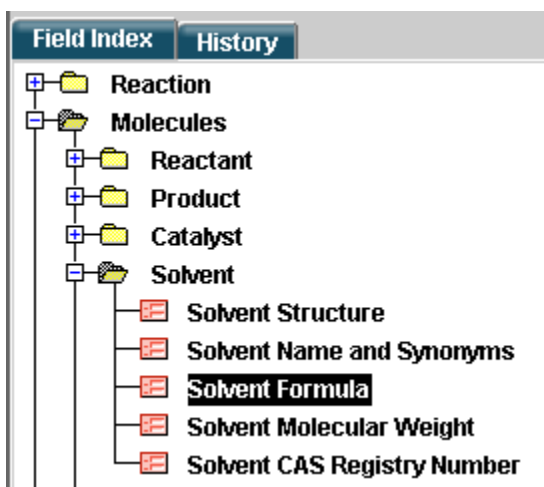 Field Index History
Reaction
Molecules
Reactant
Product
Catalyst
Solvent
Solvent Structure
Solvent Name and Synonyms
Solvent Formula
Solvent Molecular Weight
Solvent CAS Registry Number